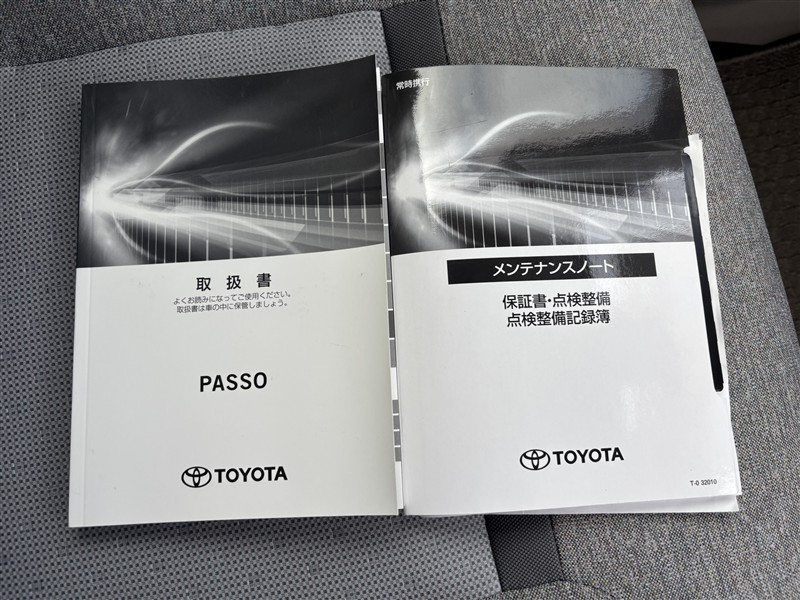 取扱書
よくお読みになってご使用ください。
取扱書は車の中に保管しましょう。
PASSO
TOYOTA
常時携行
メンテナンスノート
保証書・点検整備
点検整備記録簿
TOYOTA
T-0 32010